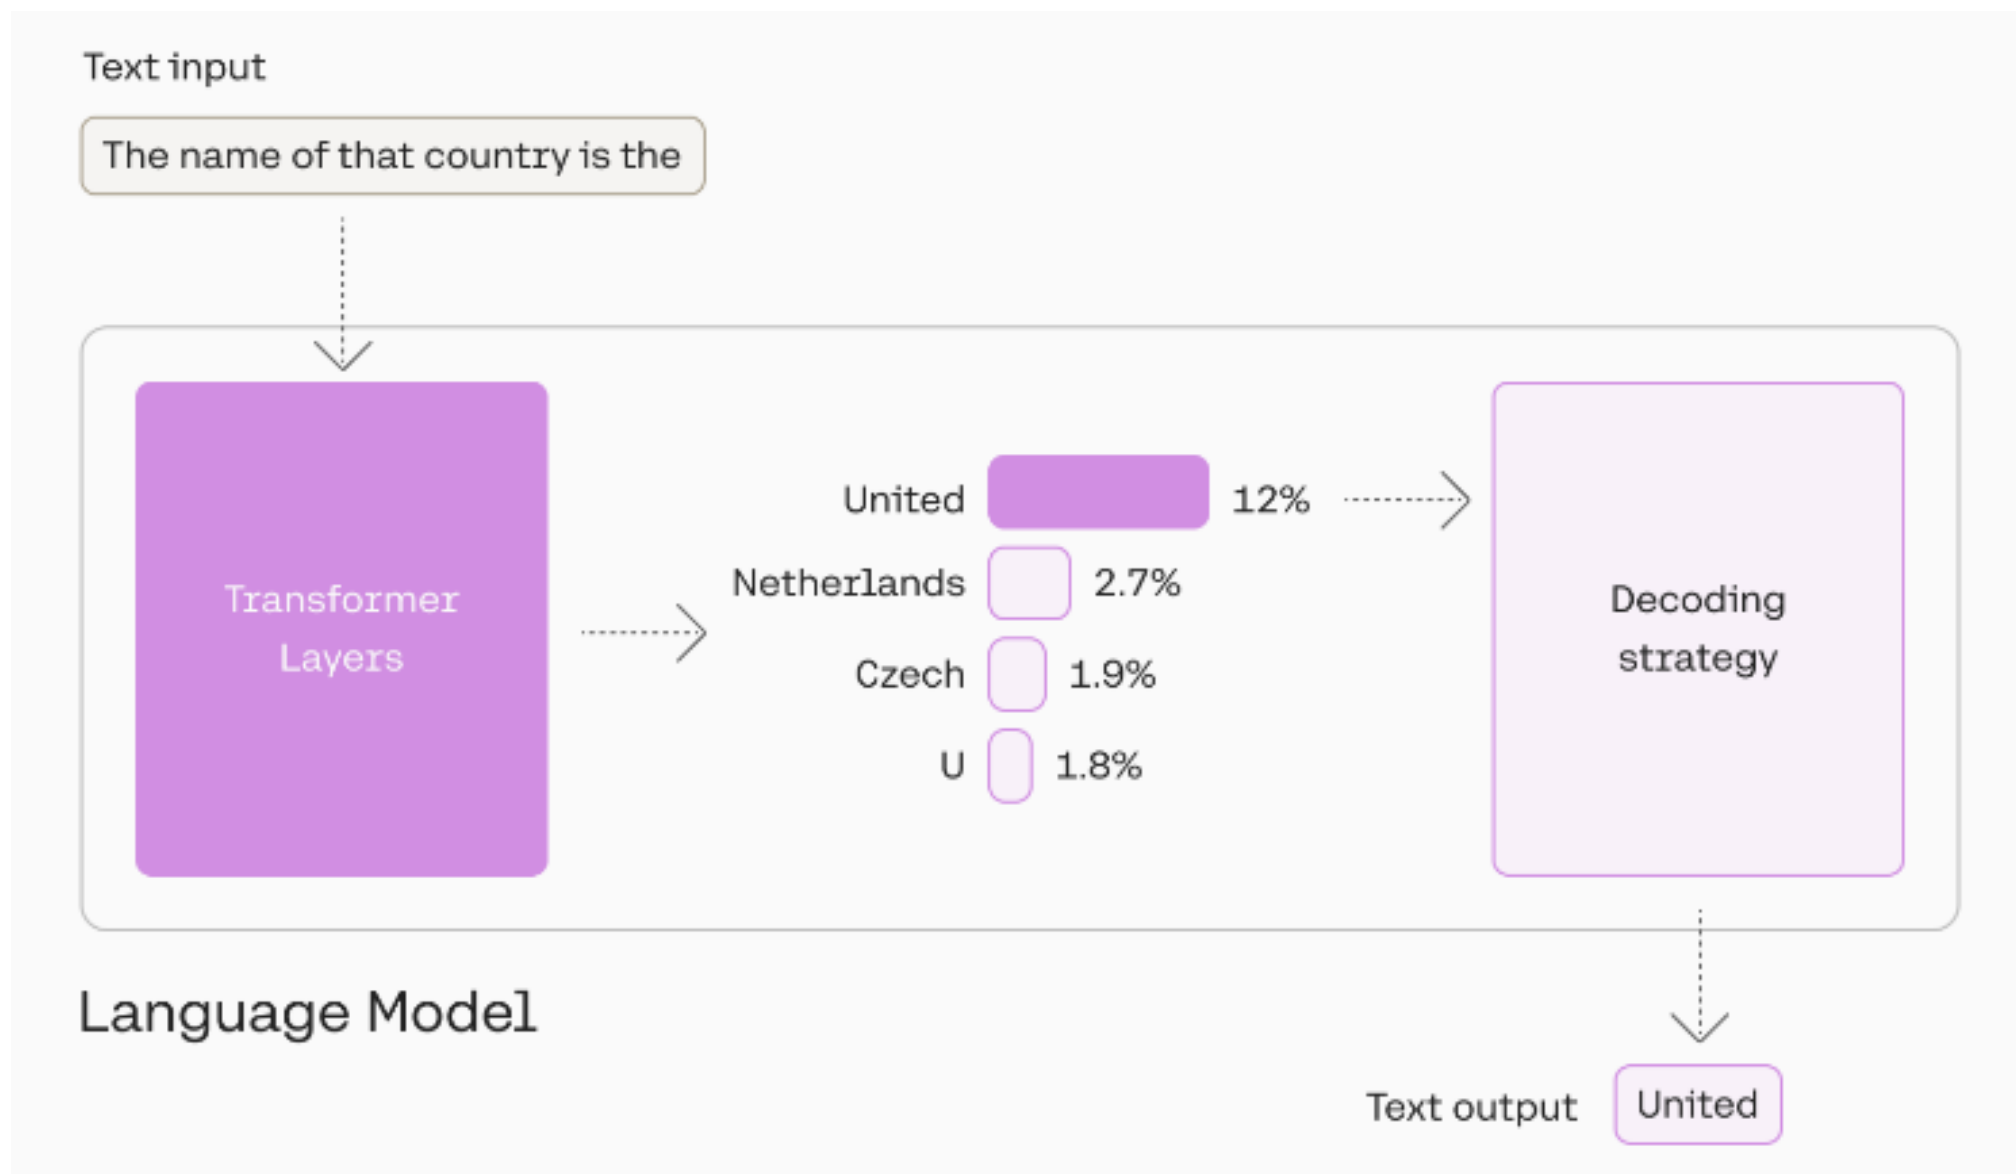 Text input
The name of that country is the
Transformer
Layers
United 12%
Netherlands 2.7%
Czech 1.9%
U 1.8%
Decoding
strategy
Language Model
Text output United